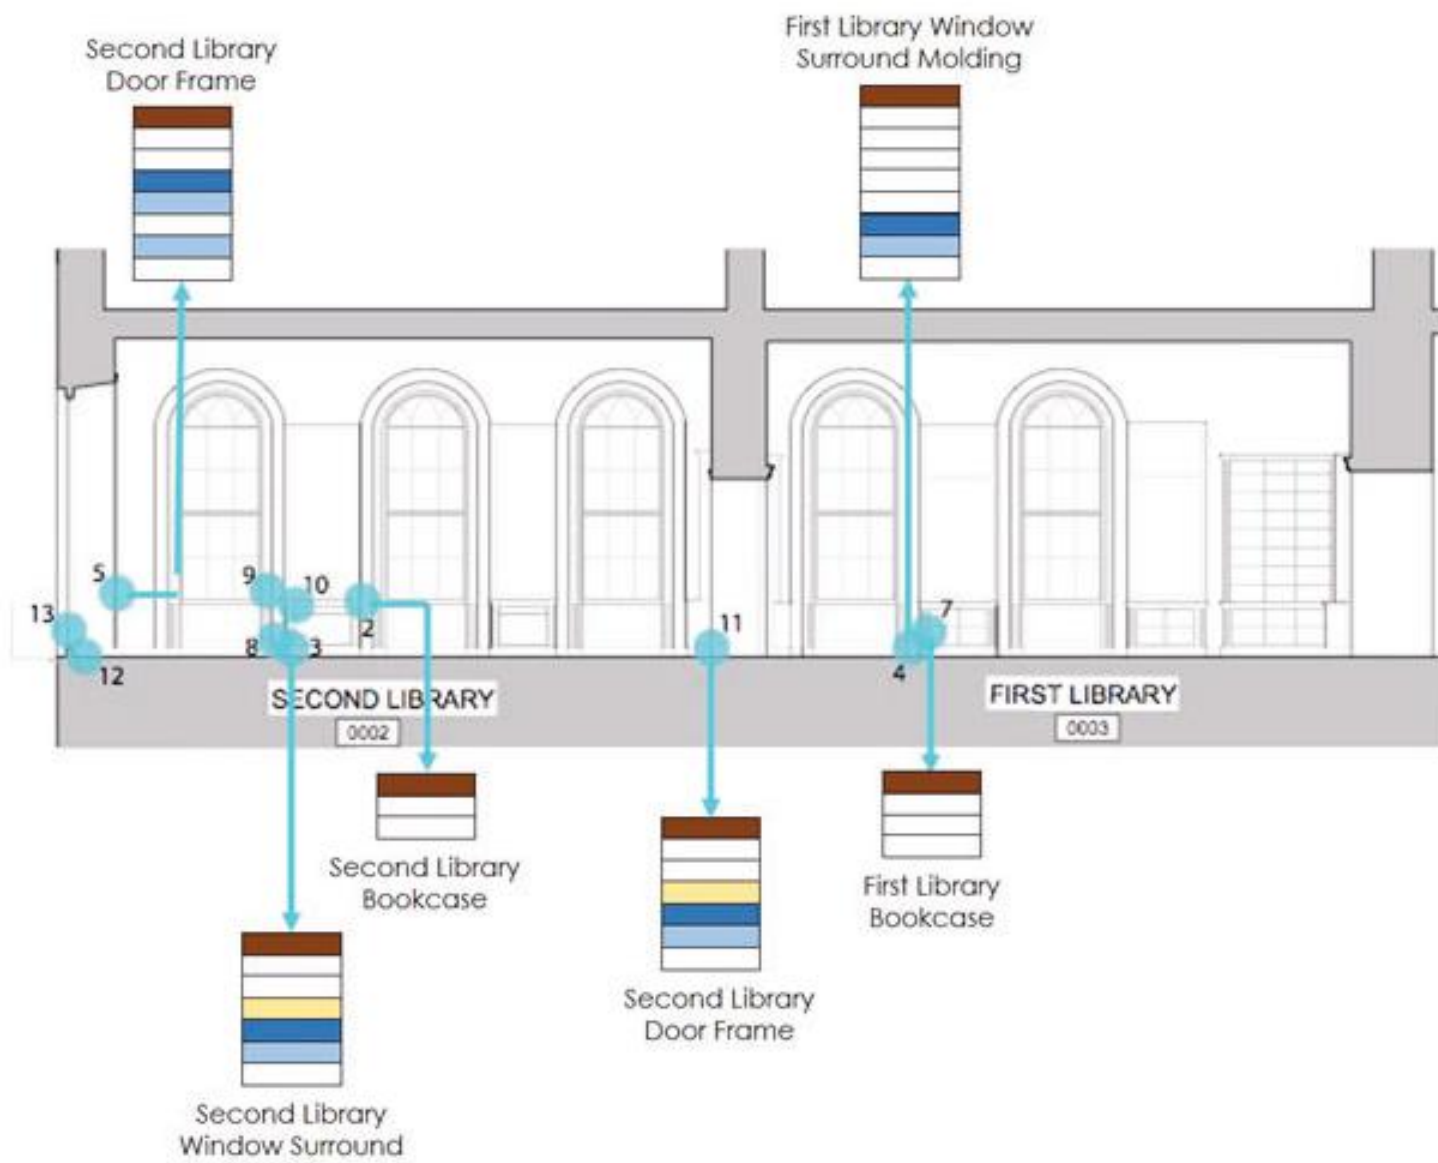 Second Library
Door Frame
First Library Window
Surround Molding
5
9
10
13
2
8
3
12
11
7
4
SECOND LIBRARY
0002
FIRST LIBRARY
0003
Second Library
Bookcase
First Library
Bookcase
Second Library
Door Frame
Second Library
Window Surround